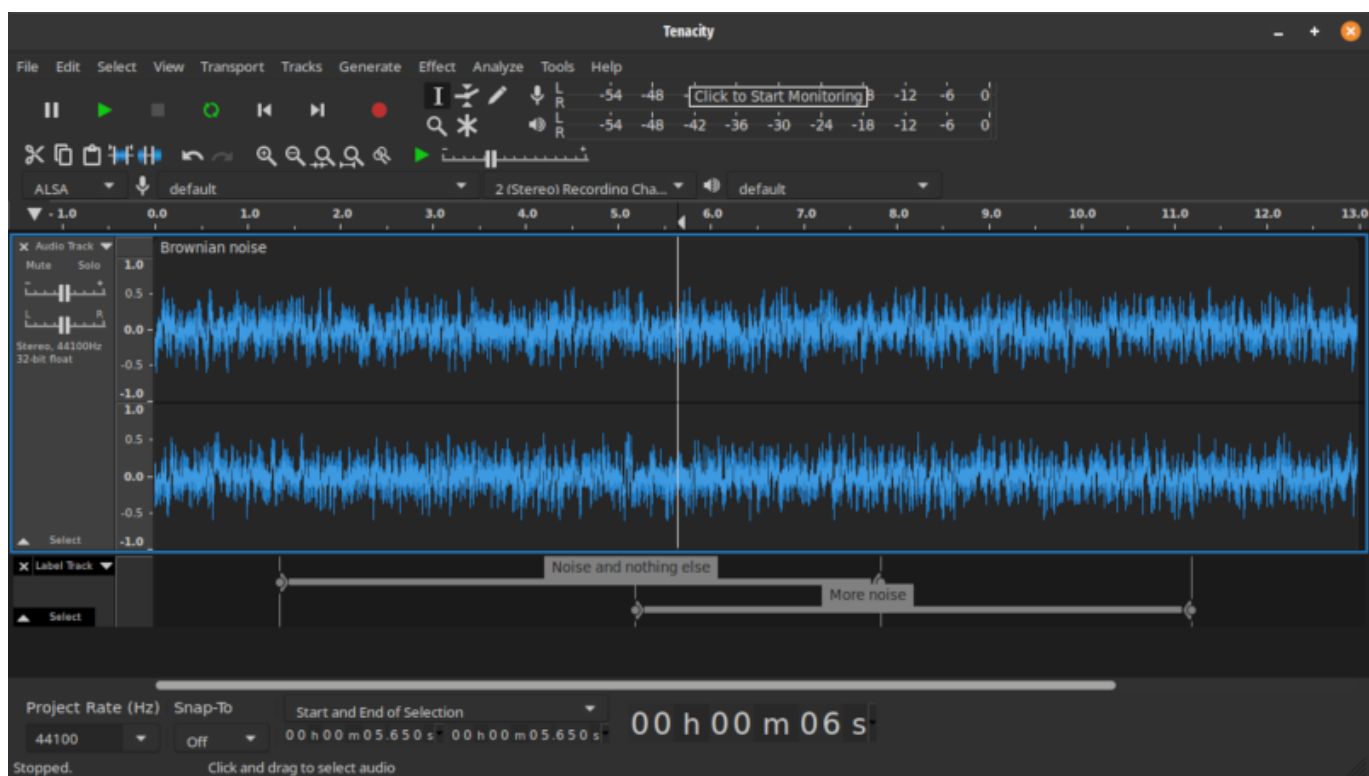 Tenacity
File Edit Select View Transport Tracks Generate Effect Analyze Tools Help
L
R
-54 -48 Click to Start Monitoring -12 -6 0
L
R
-54 -48 -42 -36 -30 -24 -18 -12 -6 0
ALSA default 2 (Stereo) Recording Cha... default
- 1.0 0.0 1.0 2.0 3.0 4.0 5.0 6.0 7.0 8.0 9.0 10.0 11.0 12.0 13.0
Audio Track Brownian noise
Mute Solo 1.0
- + 0.5
L R 0.0
Stereo, 44100Hz
32-bit float -0.5
-1.0
1.0
0.5
0.0
-0.5
Select -1.0
Label Track Noise and nothing else
More noise
Select
Project Rate (Hz) Snap-To Start and End of Selection
44100 Off 00 h 00 m 05.650 s 00 h 00 m 05.650 s 00 h 00 m 06 s
Stopped. Click and drag to select audio